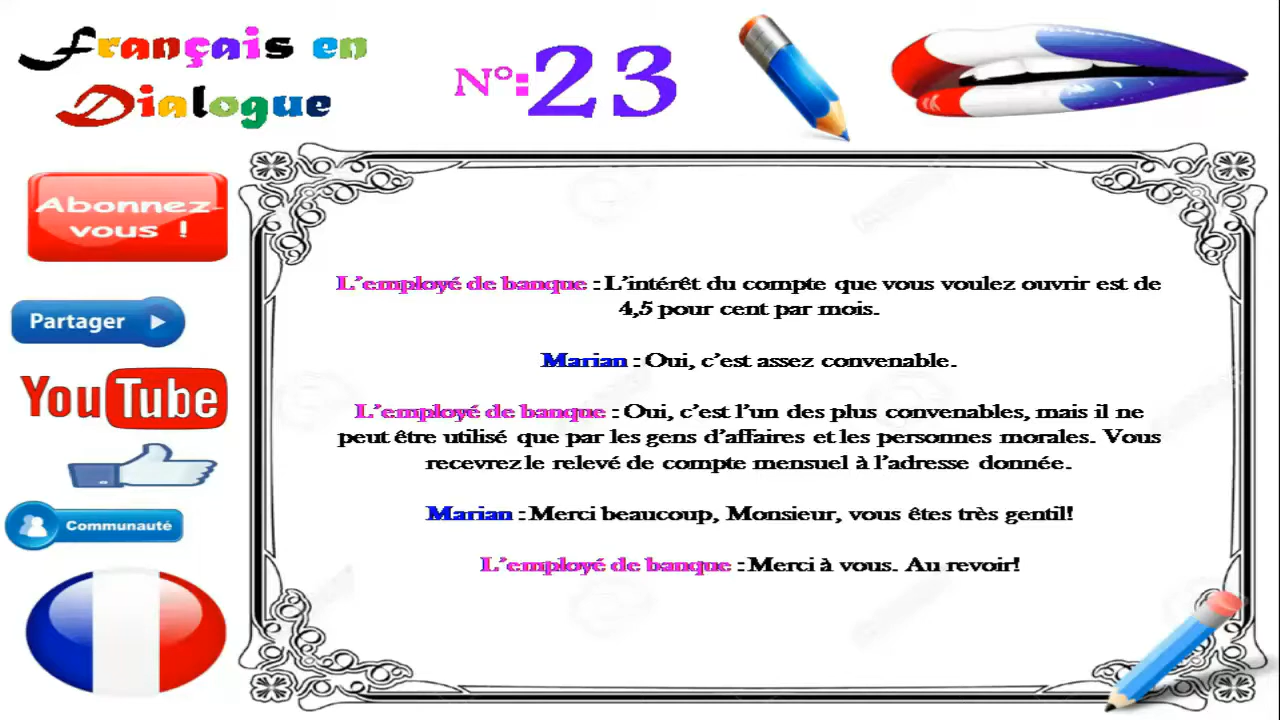 Français en
Dialogue
N°:23
Abonnez-
vous !
Partager
YouTube
Communauté
L'employé de banque : L'intérêt du compte que vous voulez ouvrir est de
4,5 pour cent par mois.
Marian : Oui, c'est assez convenable.
L'employé de banque : Oui, c'est l'un des plus convenables, mais il ne
peut être utilisé que par les gens d'affaires et les personnes morales. Vous
recevrez le relevé de compte mensuel à l'adresse donnée.
Marian : Merci beaucoup, Monsieur, vous êtes très gentil!
L'employé de banque : Merci à vous. Au revoir!